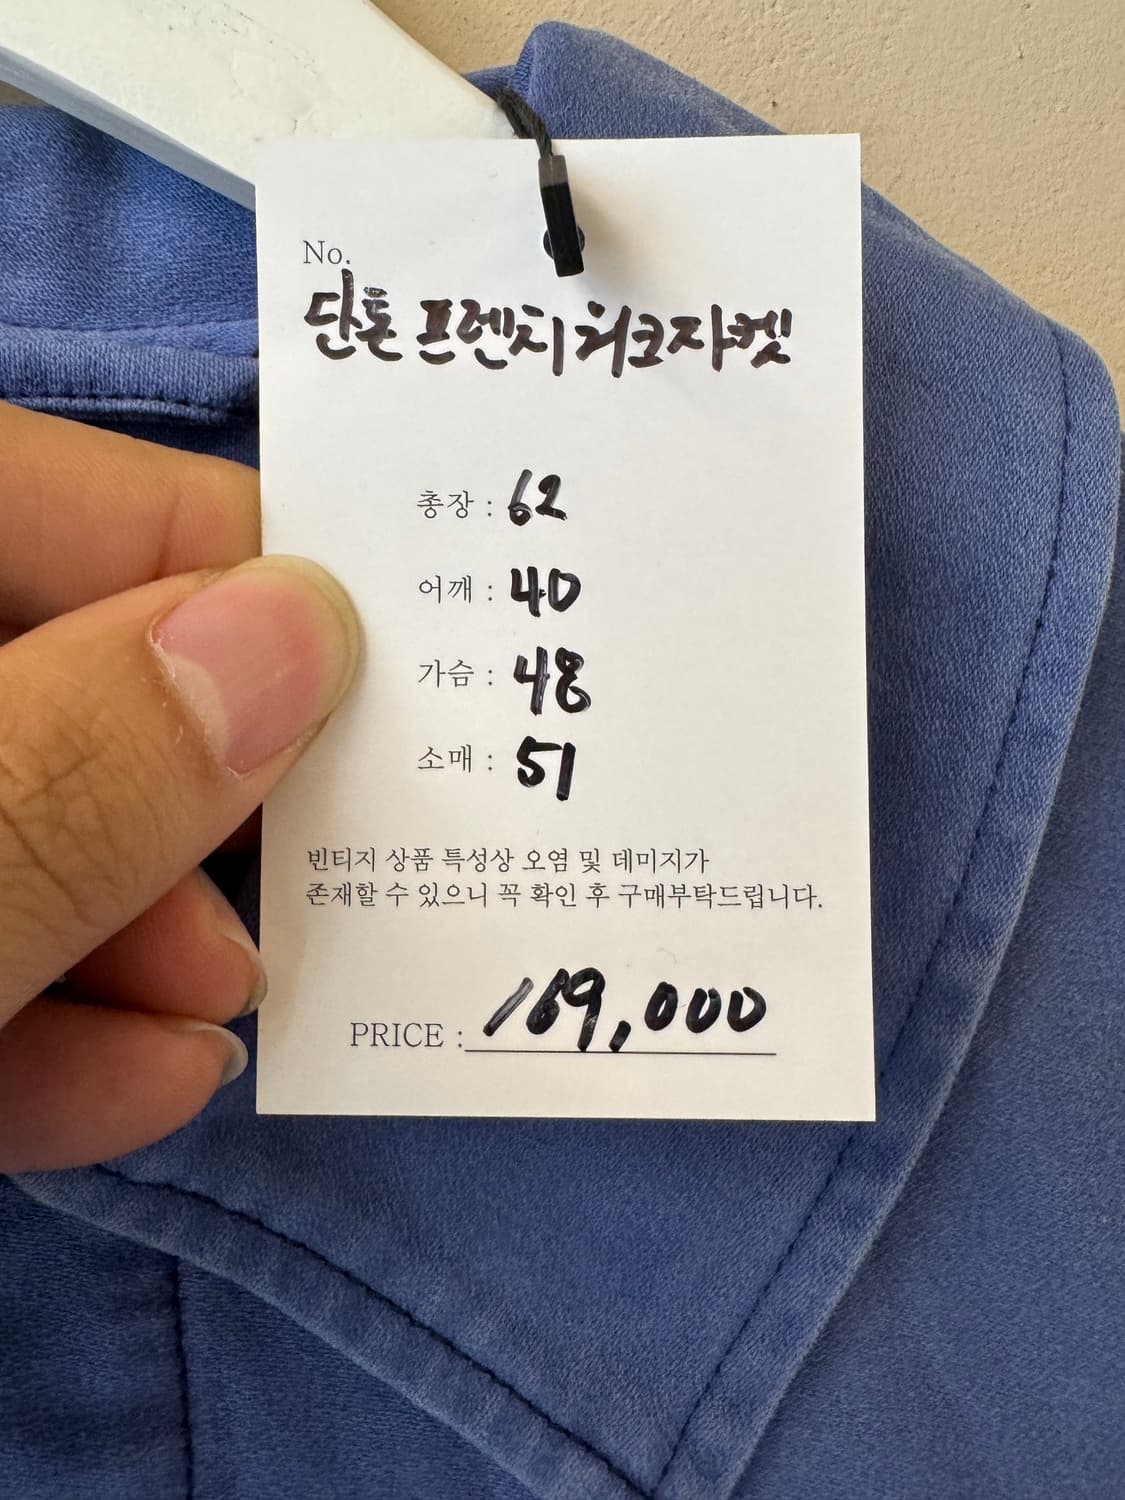 No.
단톤 프렌치 워크자켓
총장 : 62
어깨 : 40
가슴 : 48
소매 : 51
빈티지 상품 특성상 오염 및 데미지가
존재할 수 있으니 꼭 확인 후 구매부탁드립니다.
PRICE : 169,000